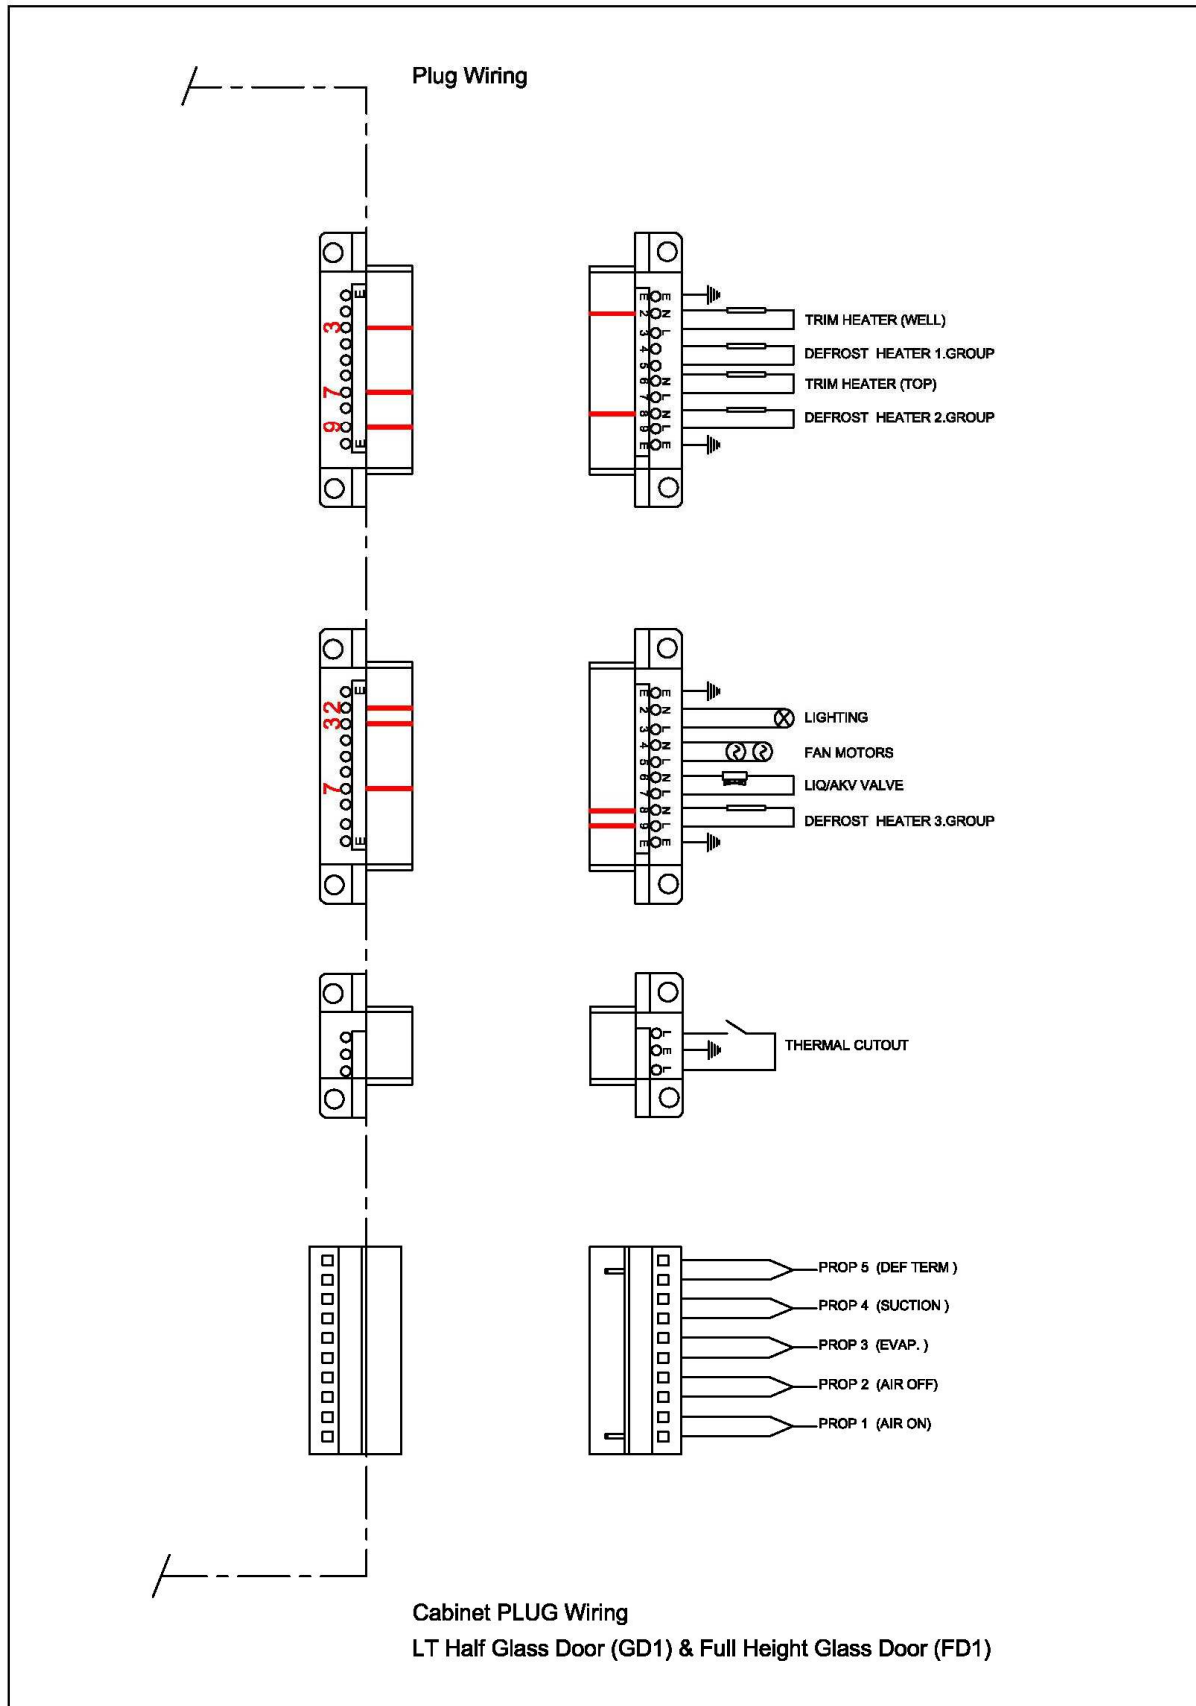 Plug Wiring
E
3
7
9
E
E E
2 N
3 L
4
5
6 N
7 L
8 N
9 L
E E
TRIM HEATER (WELL)
DEFROST HEATER 1.GROUP
TRIM HEATER (TOP)
DEFROST HEATER 2.GROUP
E
2
3
7
E
E E
2 N
3 L
4 N
5 L
6 N
7 L
8 N
9 L
E E
LIGHTING
FAN MOTORS
LIQ/AKV VALVE
DEFROST HEATER 3.GROUP
L
E
L
THERMAL CUTOUT
PROP 5 (DEF TERM )
PROP 4 (SUCTION )
PROP 3 (EVAP. )
PROP 2 (AIR OFF)
PROP 1 (AIR ON)
Cabinet PLUG Wiring
LT Half Glass Door (GD1) & Full Height Glass Door (FD1)